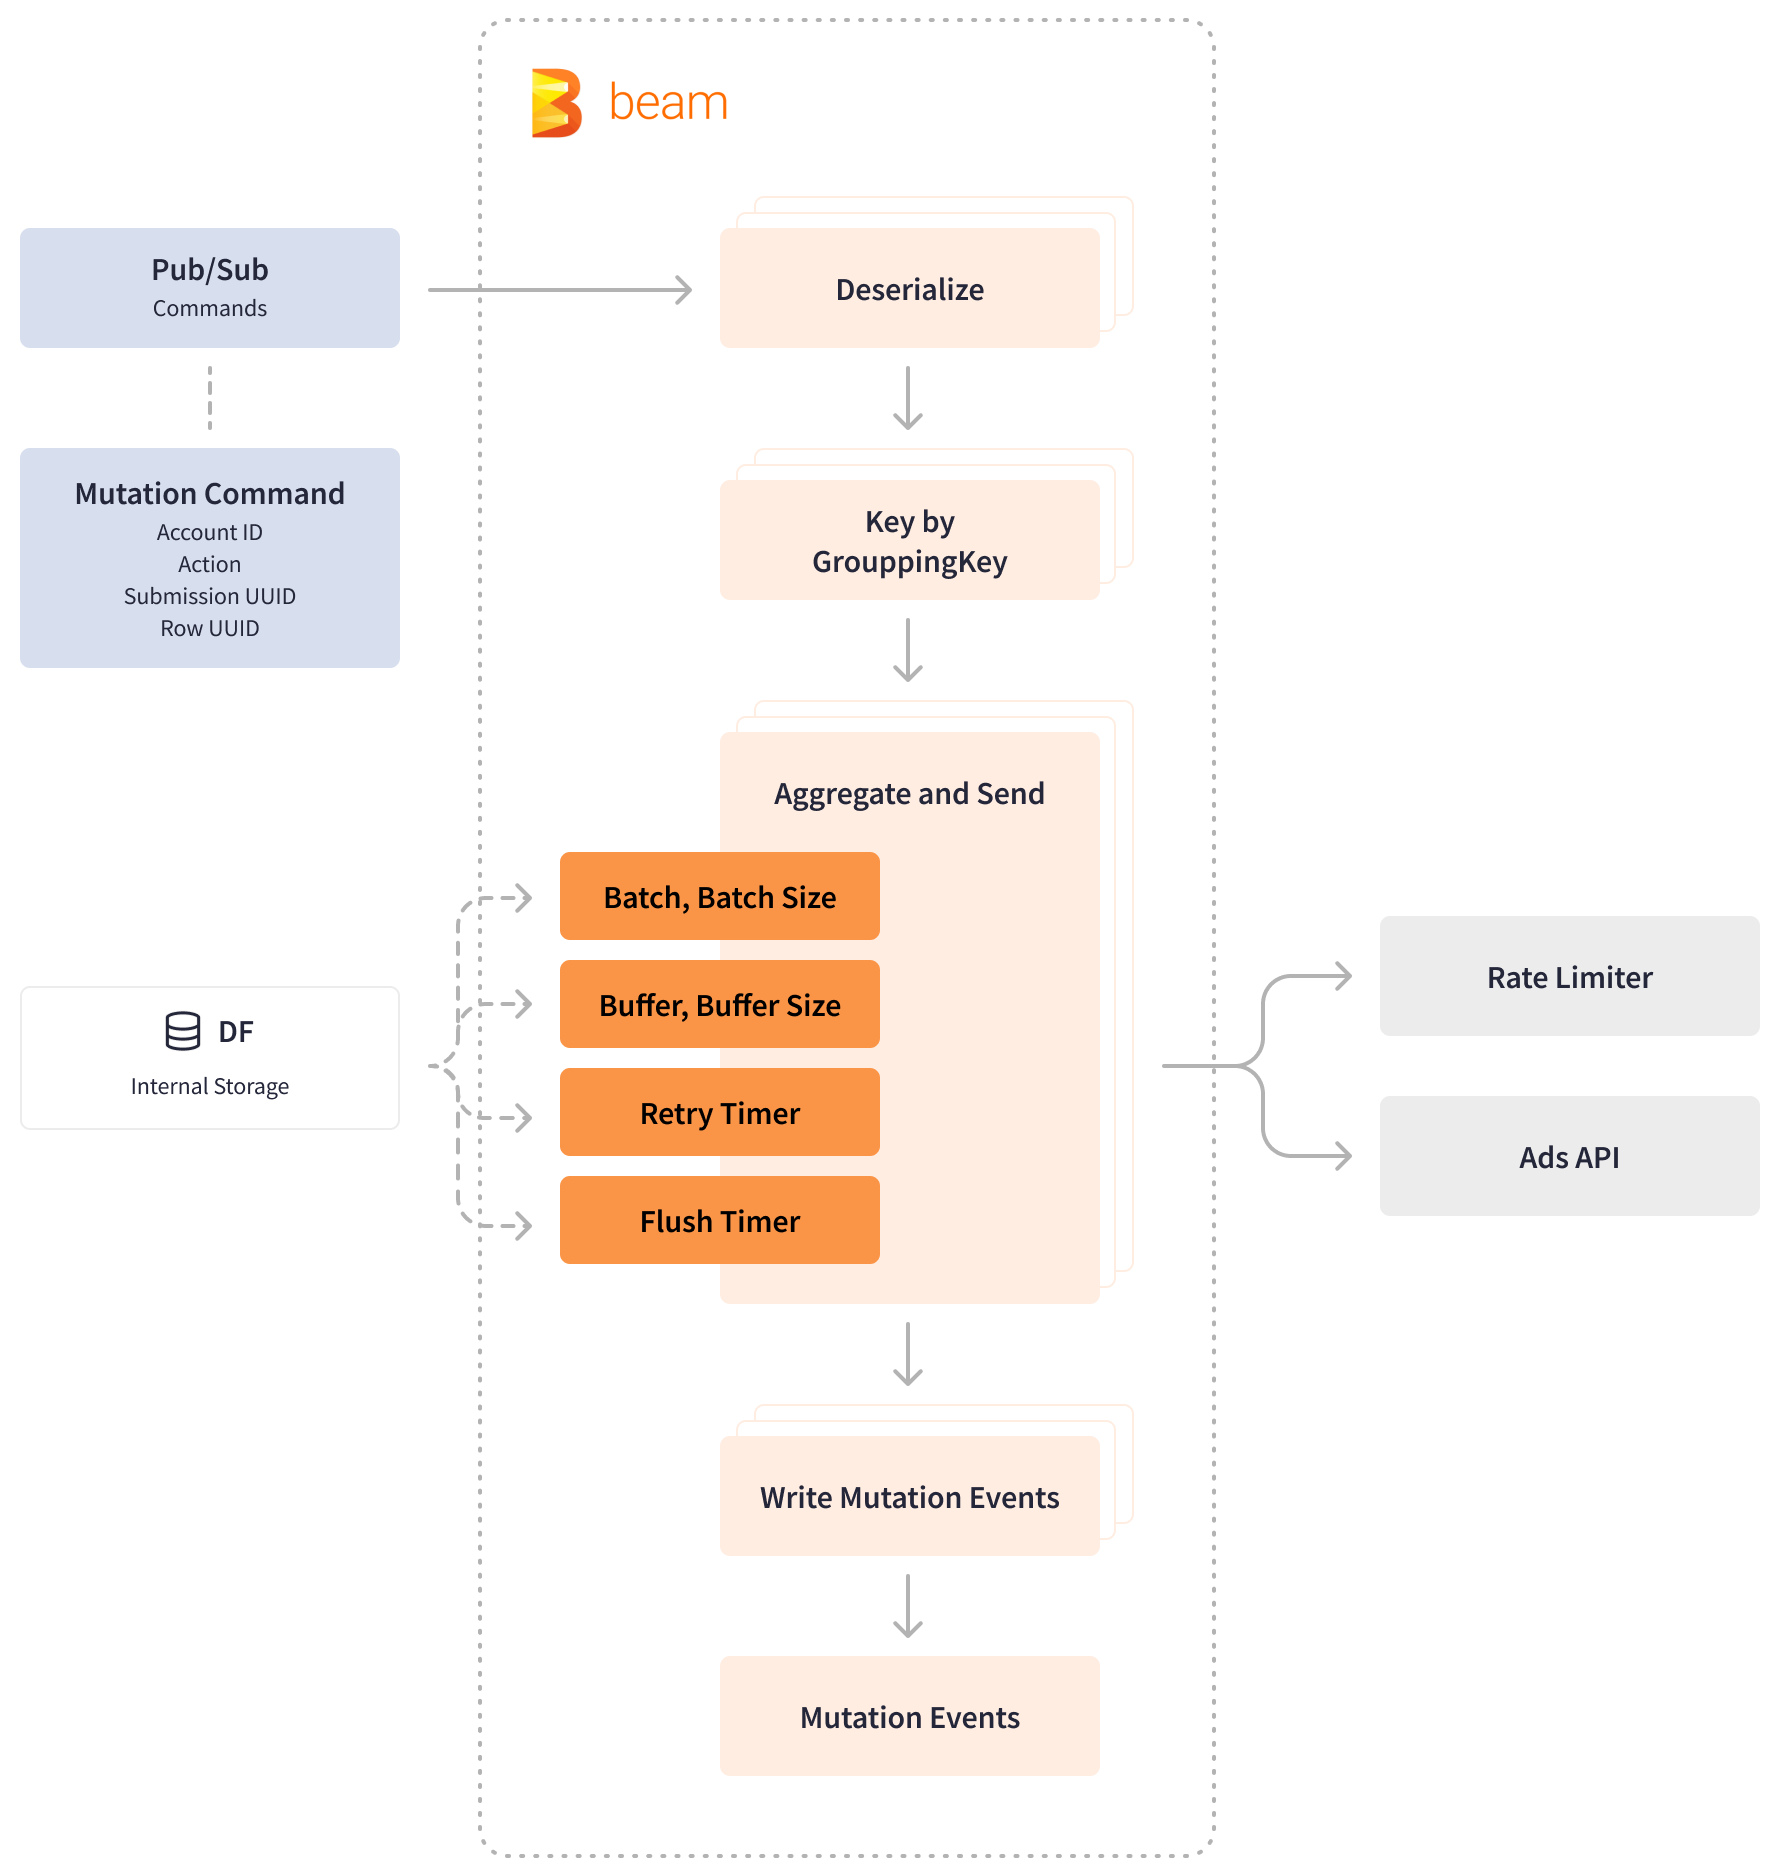 beam
Pub/Sub
Commands
Deserialize
Mutation Command
Account ID
Action
Submission UUID
Row UUID
Key by
GrouppingKey
Aggregate and Send
Batch, Batch Size
Buffer, Buffer Size
Retry Timer
Flush Timer
DF
Internal Storage
Rate Limiter
Ads API
Write Mutation Events
Mutation Events